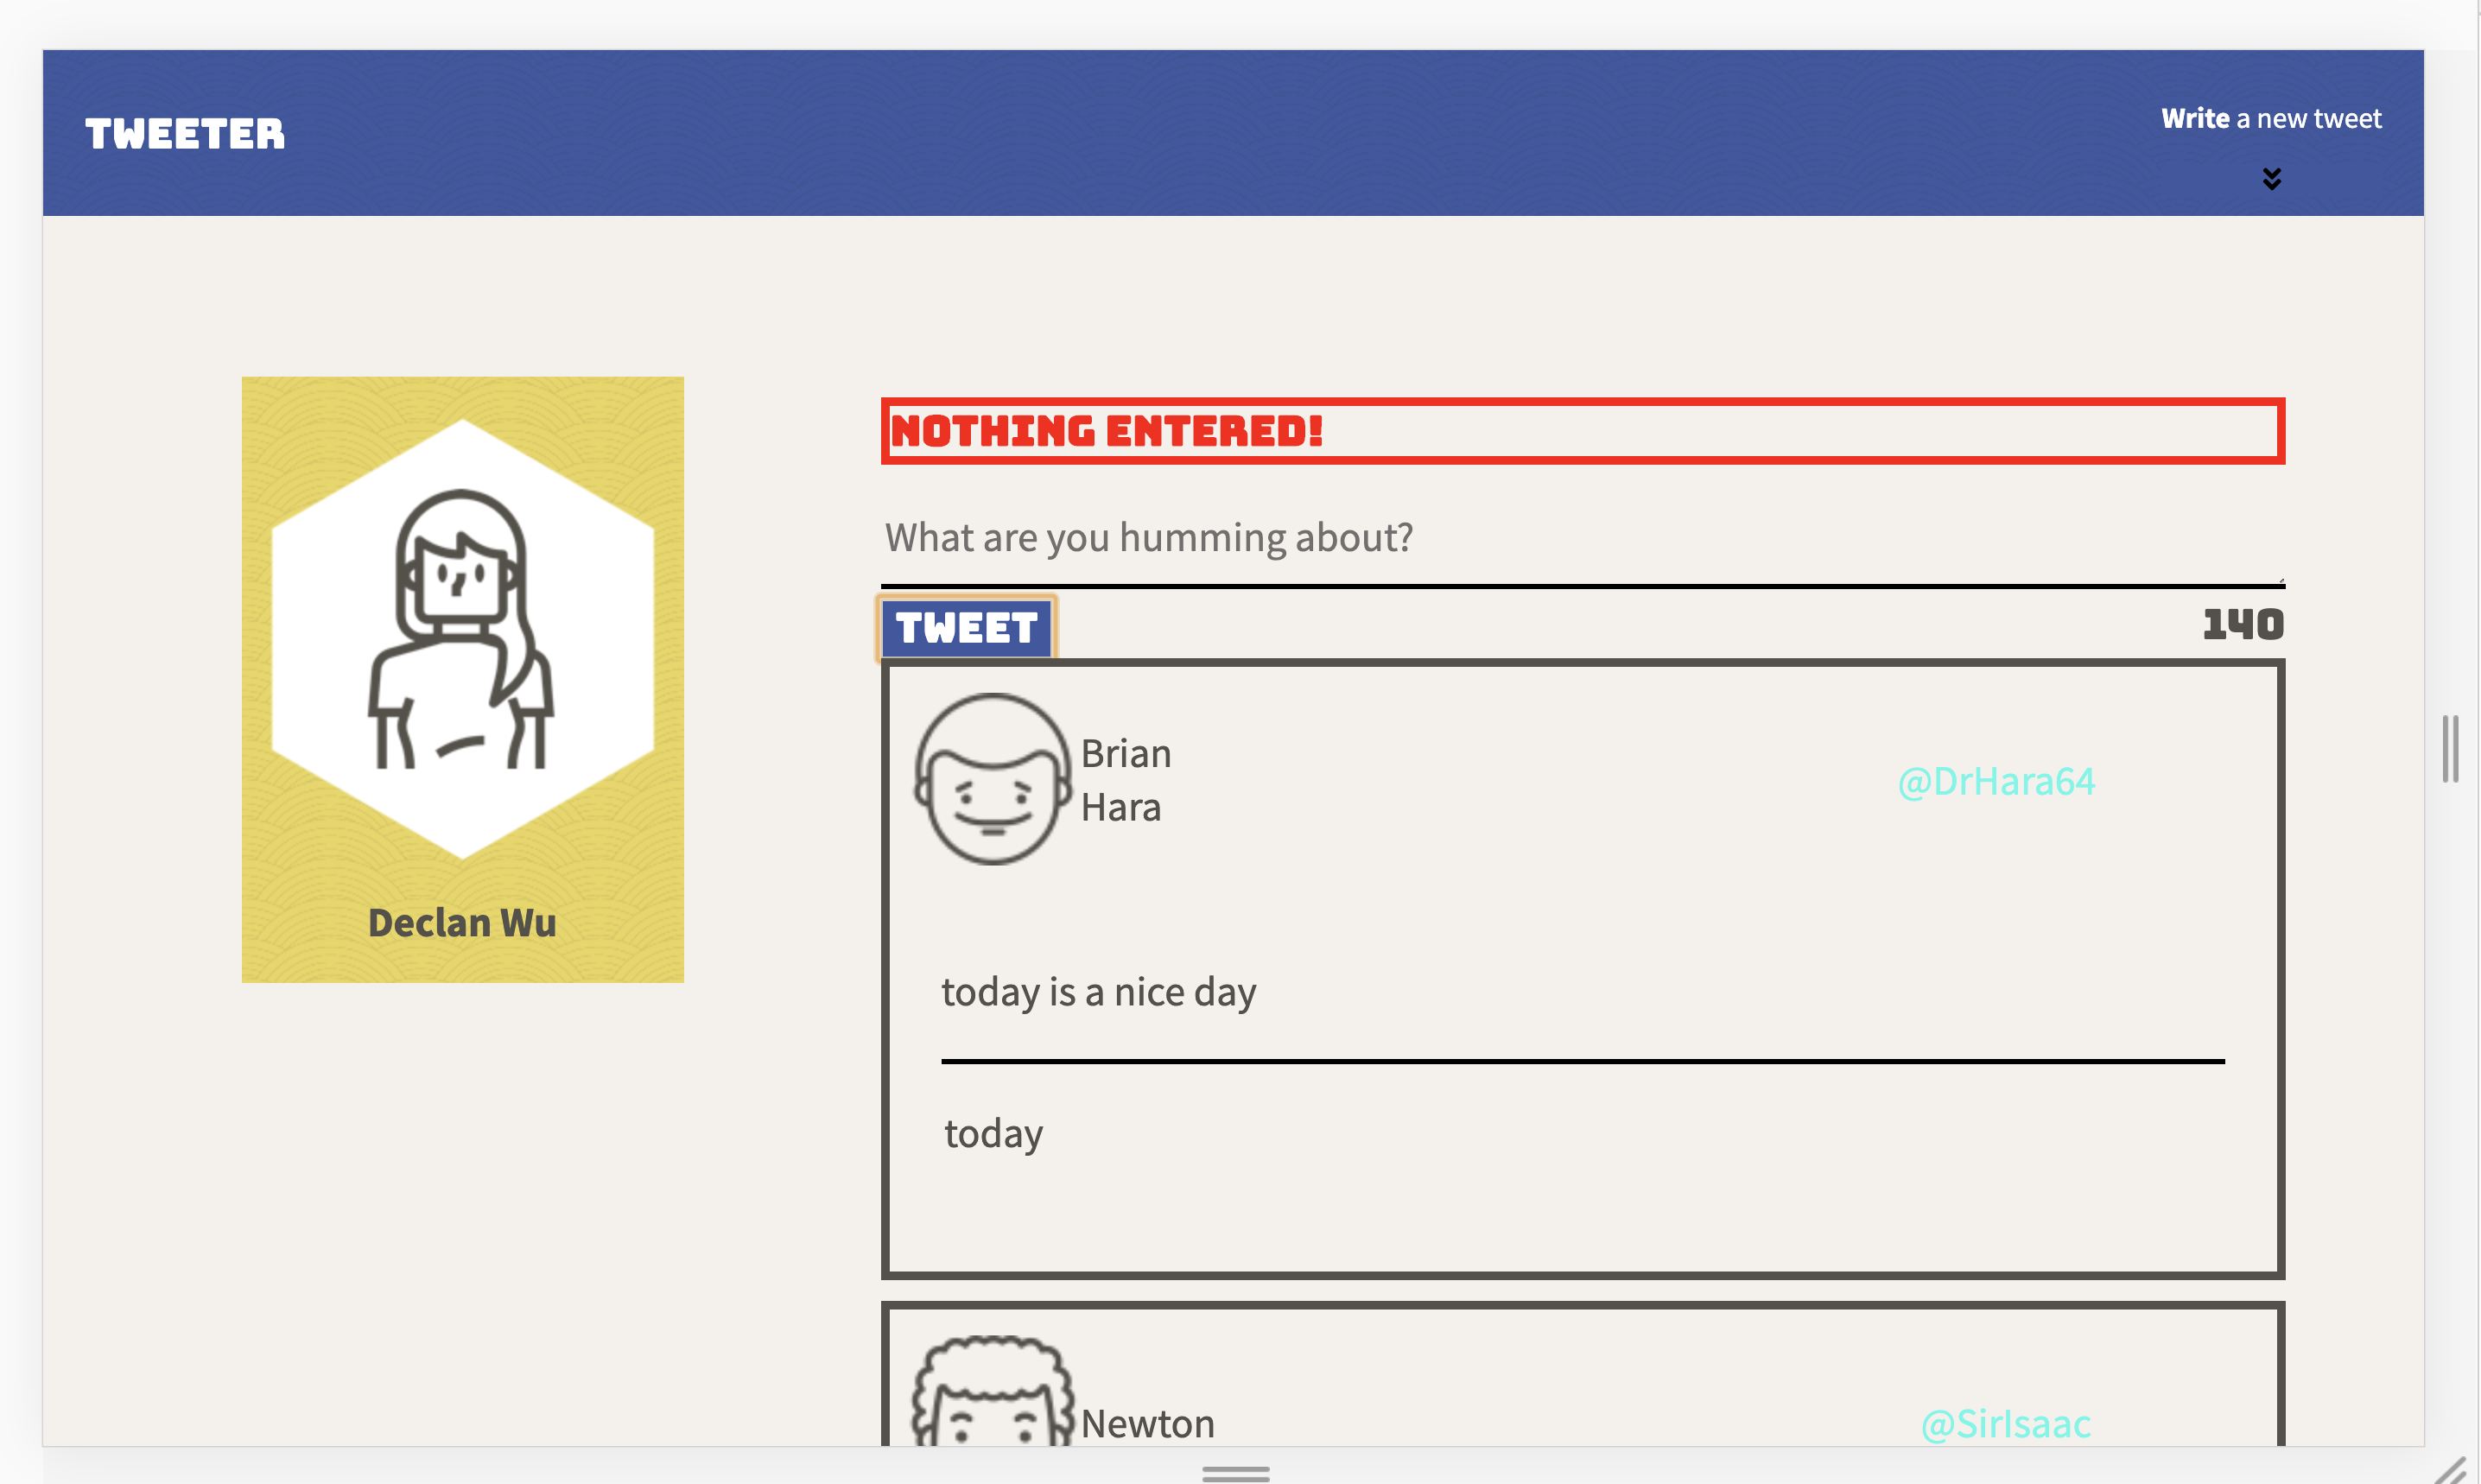 TWEETER
Write a new tweet
Declan Wu
NOTHING ENTERED!
What are you humming about?
TWEET
140
Brian
Hara
@DrHara64
today is a nice day
today
Newton
@SirIsaac